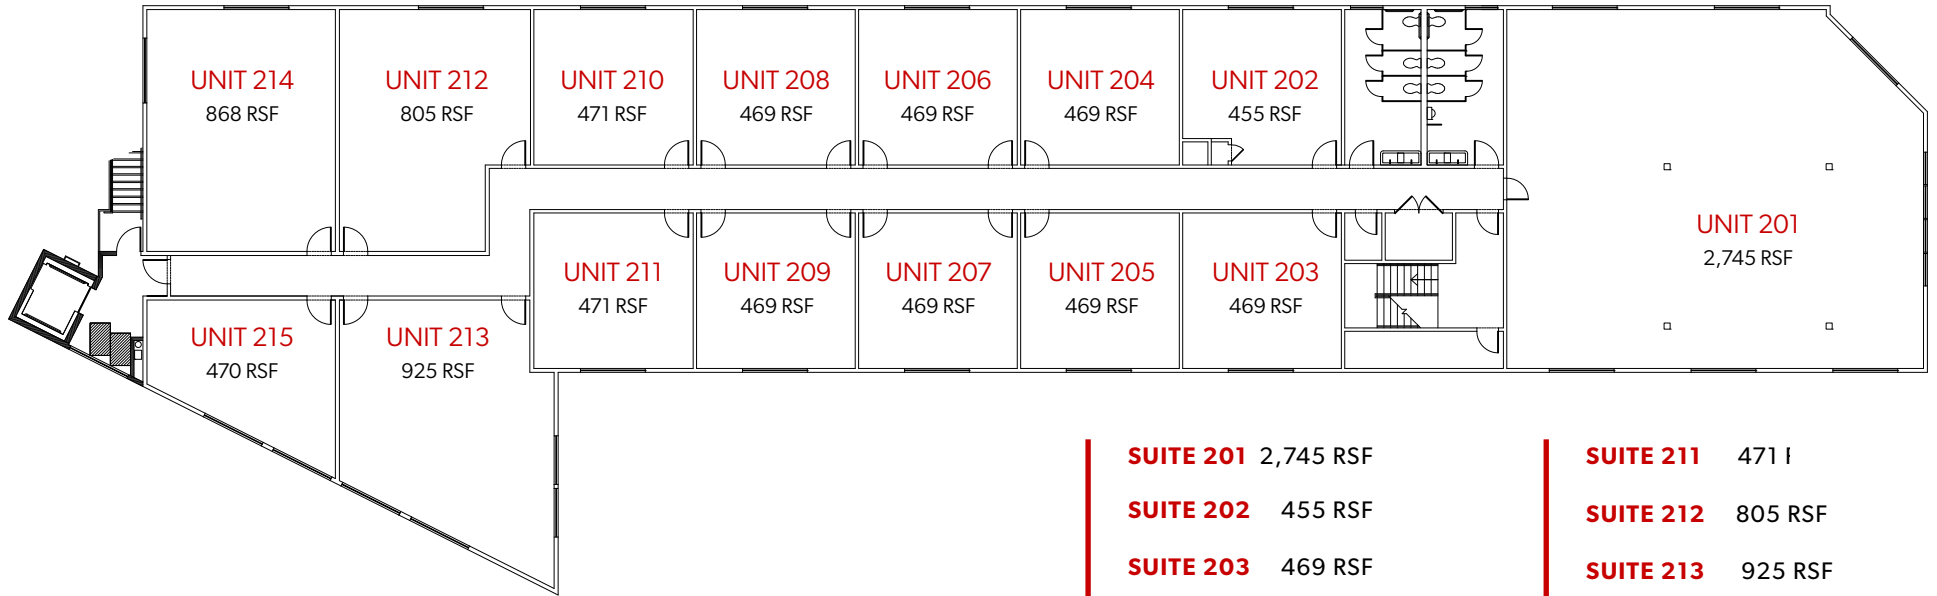 UNIT 214
868 RSF
UNIT 212
805 RSF
UNIT 210
471 RSF
UNIT 208
469 RSF
UNIT 206
469 RSF
UNIT 204
469 RSF
UNIT 202
455 RSF
UNIT 201
2,745 RSF
UNIT 215
470 RSF
UNIT 213
925 RSF
UNIT 211
471 RSF
UNIT 209
469 RSF
UNIT 207
469 RSF
UNIT 205
469 RSF
UNIT 203
469 RSF
SUITE 201 2,745 RSF
SUITE 202 455 RSF
SUITE 203 469 RSF
SUITE 211 471
SUITE 212 805 RSF
SUITE 213 925 RSF